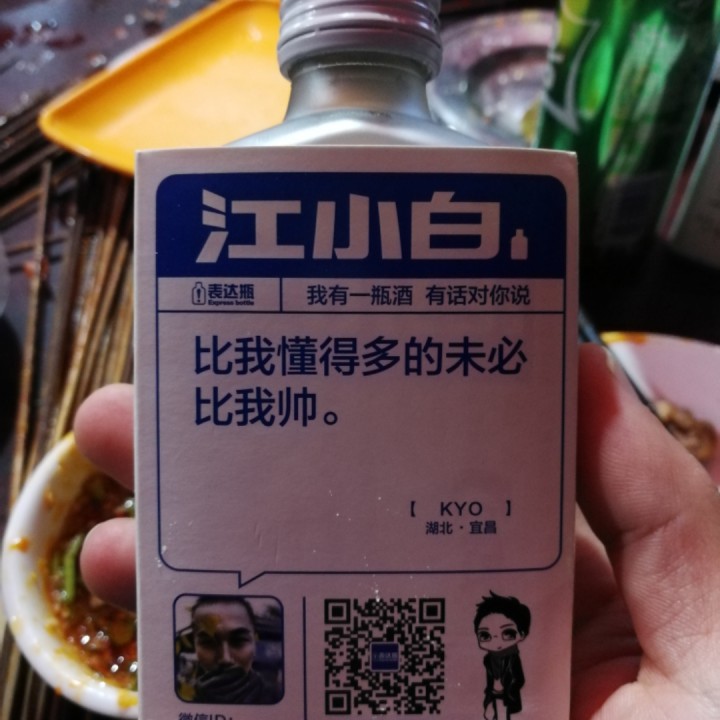 江小白
表达瓶
Express bottle
我有一瓶酒 有话对你说
比我懂得多的未必
比我帅。
【 KYO 】
湖北·宜昌